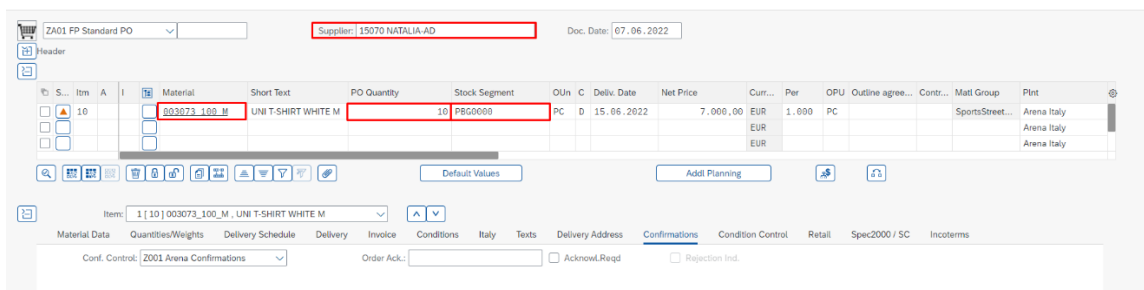 ZA01 FP Standard PO Supplier: 15070 NATALIA-AD Doc. Date: 07.06.2022
Header
S... Itm A I Material Short Text PO Quantity Stock Segment OUn C Deliv. Date Net Price Curr... Per OPU Outline agree... Contr... Matl Group Plnt
10 003073_100_M UNI T-SHIRT WHITE M 10 PBG0000 PC D 15.06.2022 7.000,00 EUR 1.000 PC SportsStreet... Arena Italy
EUR Arena Italy
EUR Arena Italy
Default Values Addl Planning
Item: 1 [ 10 ] 003073_100_M , UNI T-SHIRT WHITE M
Material Data Quantities/Weights Delivery Schedule Delivery Invoice Conditions Italy Texts Delivery Address Confirmations Condition Control Retail Spec2000 / SC Incoterms
Conf. Control: Z001 Arena Confirmations Order Ack.: Acknowl.Reqd Rejection Ind.